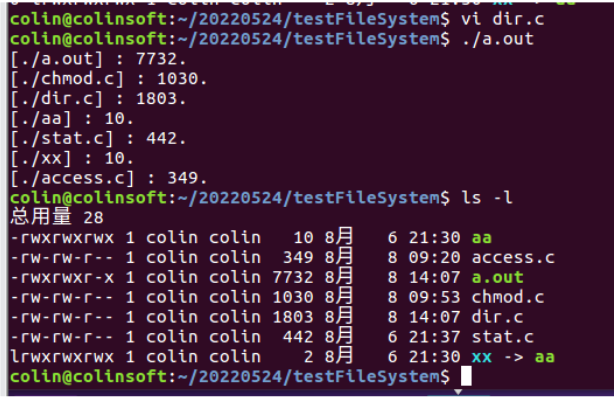 colin@colinsoft:~/20220524/testFileSystem$ vi dir.c
colin@colinsoft:~/20220524/testFileSystem$ ./a.out
[./a.out] : 7732.
[./chmod.c] : 1030.
[./dir.c] : 1803.
[./aa] : 10.
[./stat.c] : 442.
[./xx] : 10.
[./access.c] : 349.
colin@colinsoft:~/20220524/testFileSystem$ ls -l
总用量 28
-rwxrwxrwx 1 colin colin   10 8月   6 21:30 aa
-rw-rw-r-- 1 colin colin  349 8月   8 09:20 access.c
-rwxrwxr-x 1 colin colin 7732 8月   8 14:07 a.out
-rw-rw-r-- 1 colin colin 1030 8月   8 09:53 chmod.c
-rw-rw-r-- 1 colin colin 1803 8月   8 14:07 dir.c
-rw-rw-r-- 1 colin colin  442 8月   6 21:37 stat.c
lrwxrwxrwx 1 colin colin    2 8月   6 21:30 xx -> aa
colin@colinsoft:~/20220524/testFileSystem$